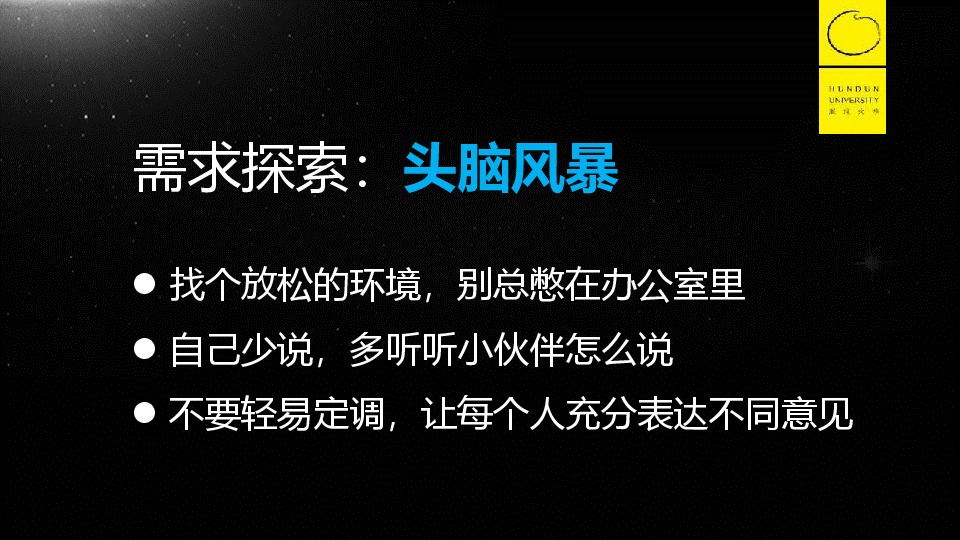 HUNDUN
UNIVERSITY
混沌大学
需求探索：头脑风暴
● 找个放松的环境，别总憋在办公室里
● 自己少说，多听听小伙伴怎么说
● 不要轻易定调，让每个人充分表达不同意见